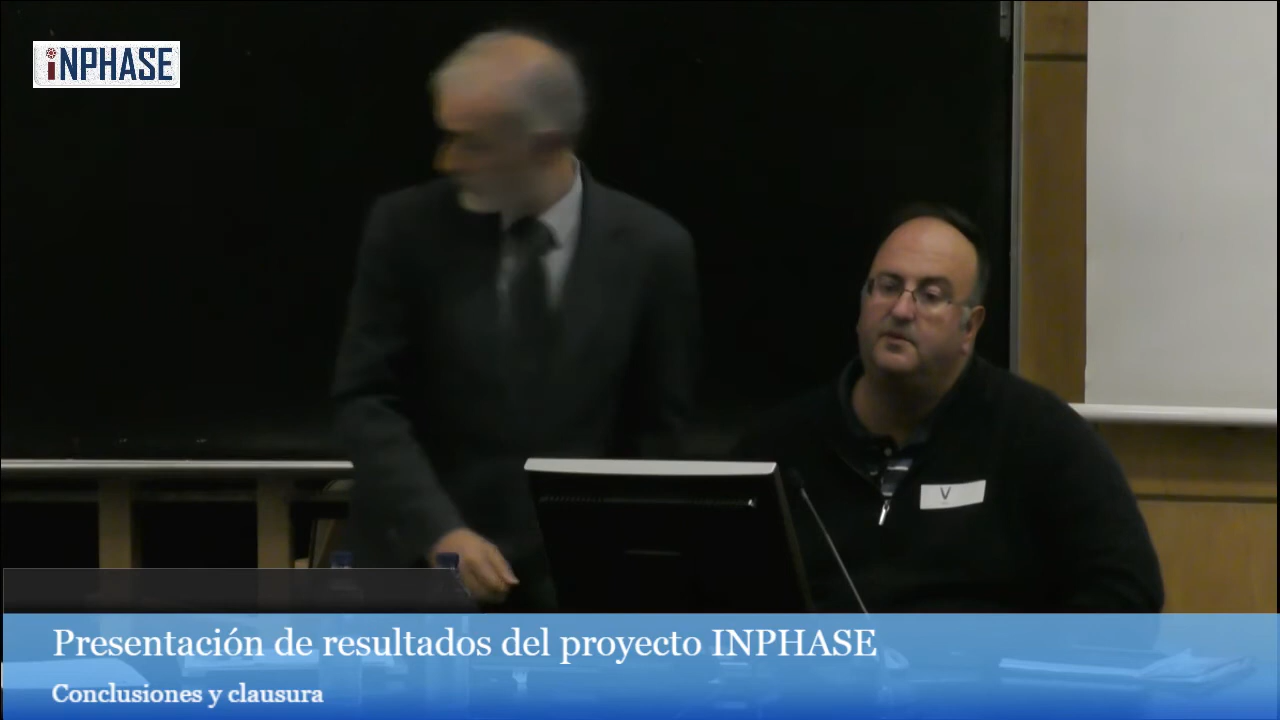 iNPHASE
V
Presentación de resultados del proyecto INPHASE
Conclusiones y clausura